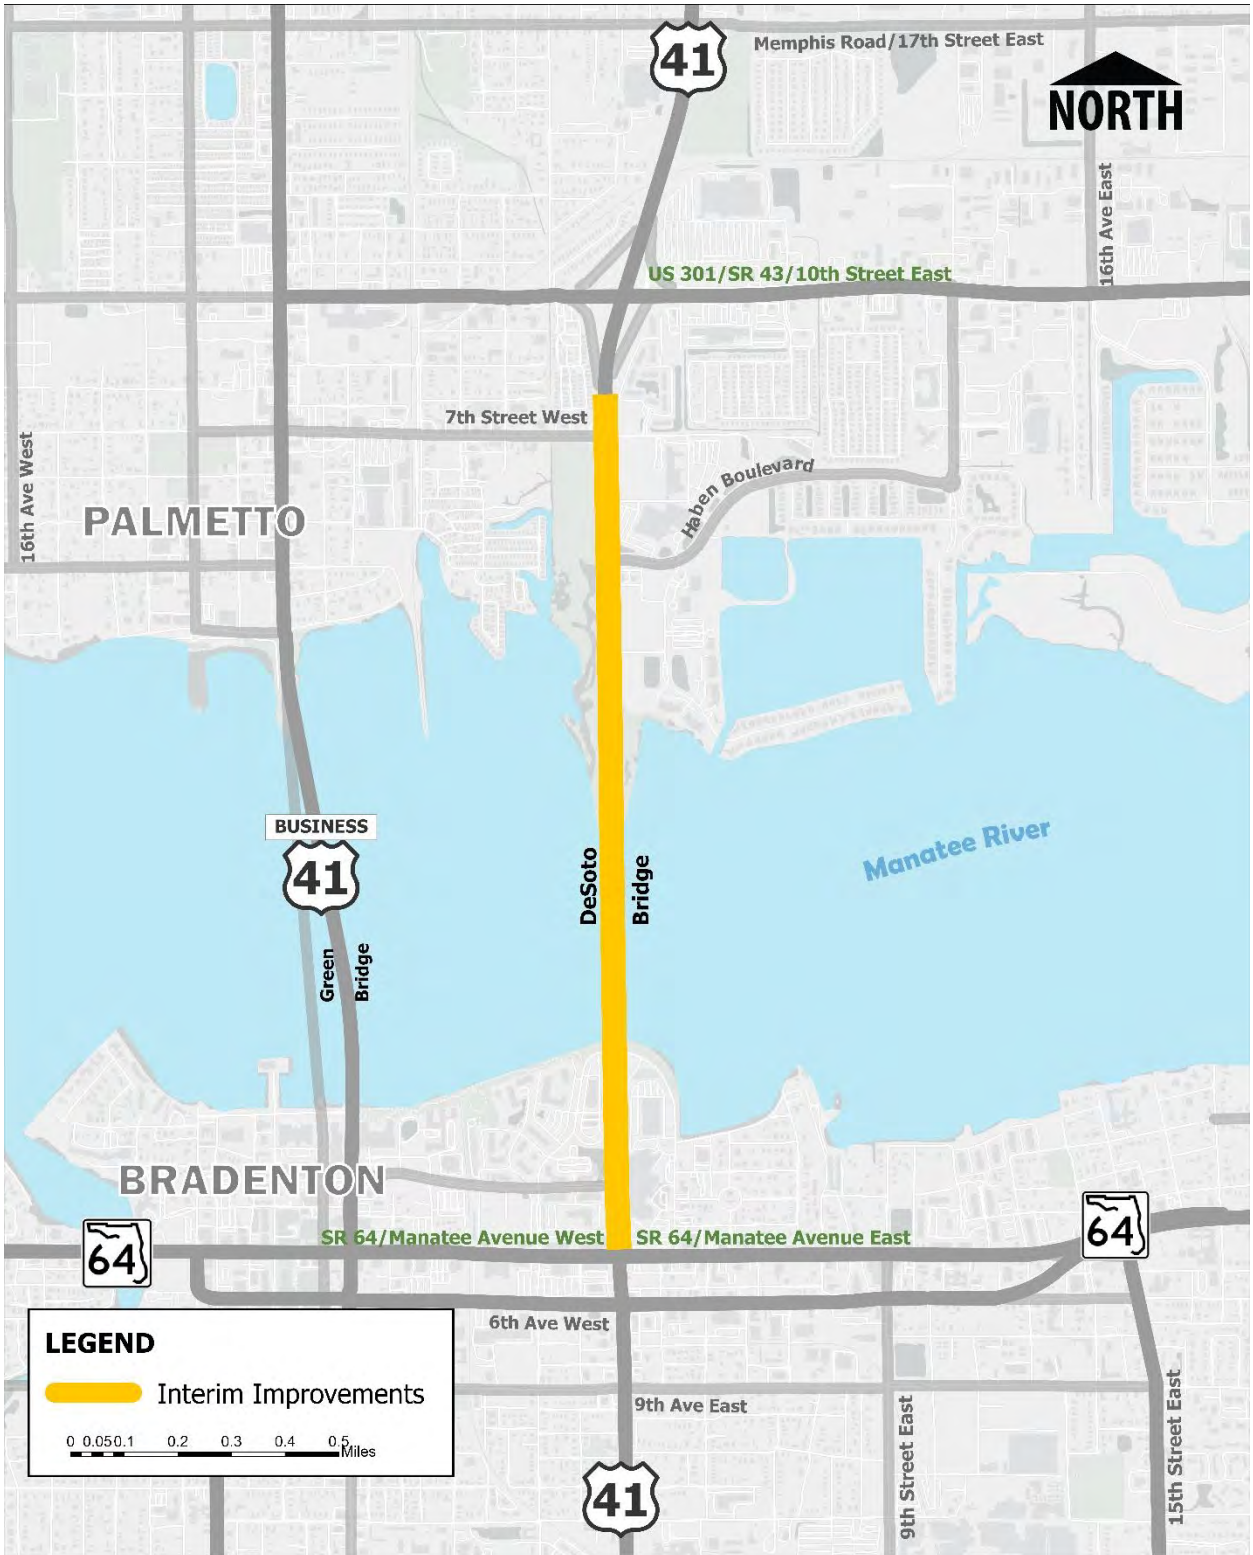 41
Memphis Road/17th Street East
NORTH
16th Ave East
US 301/SR 43/10th Street East
7th Street West
16th Ave West
Haben Boulevard
PALMETTO
BUSINESS
41
Manatee River
DeSoto
Bridge
Green
Bridge
BRADENTON
64
SR 64/Manatee Avenue West
SR 64/Manatee Avenue East
64
6th Ave West
LEGEND
Interim Improvements
0 0.05 0.1 0.2 0.3 0.4 0.5
Miles
9th Ave East
9th Street East
15th Street East
41